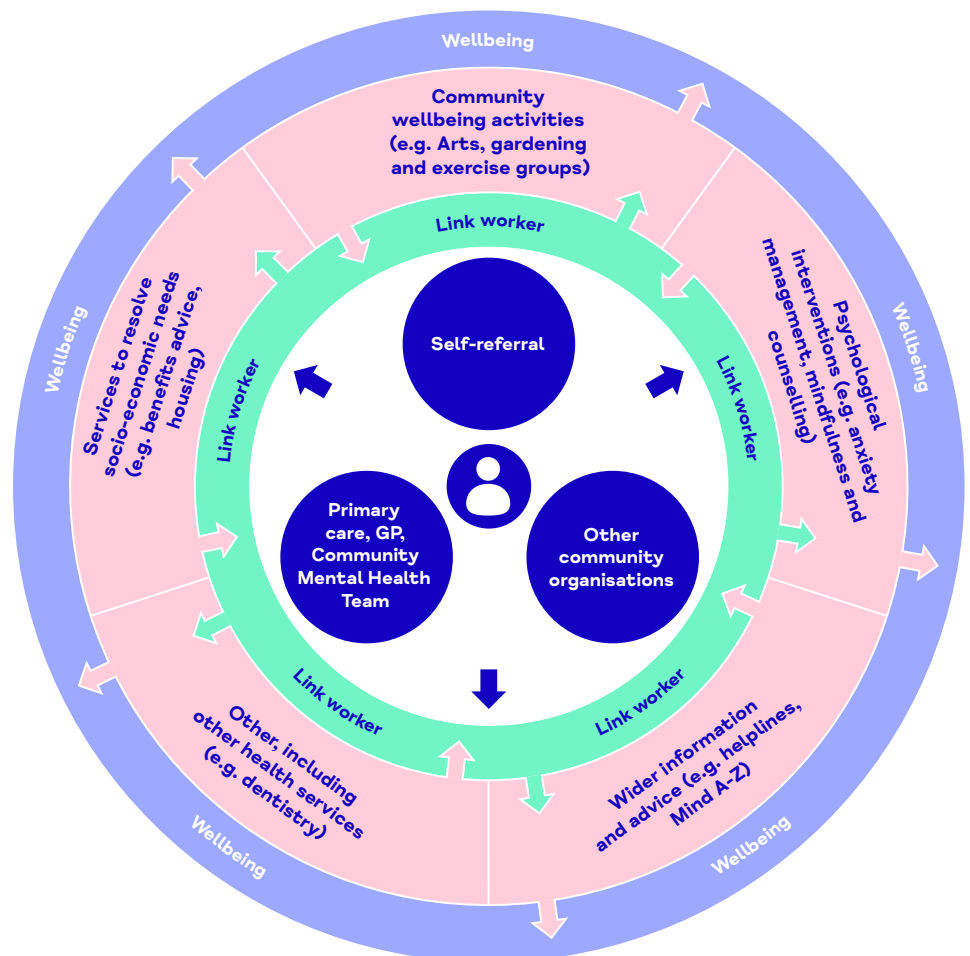 Wellbeing
Community
wellbeing activities
(e.g. Arts, gardening
and exercise groups)
Link worker
Self-referral
Wellbeing
Services to resolve
socio-economic needs
(e.g. benefits advice,
housing)
Link worker
Link worker
Psychological
interventions (e.g. anxiety
management, mindfulness and
counselling)
Wellbeing
Primary
care, GP,
Community
Mental Health
Team
Other
community
organisations
Link worker
Link worker
Other, including
other health services
(e.g. dentistry)
Wider information
and advice (e.g. helplines,
Mind A-Z)
Wellbeing
Wellbeing